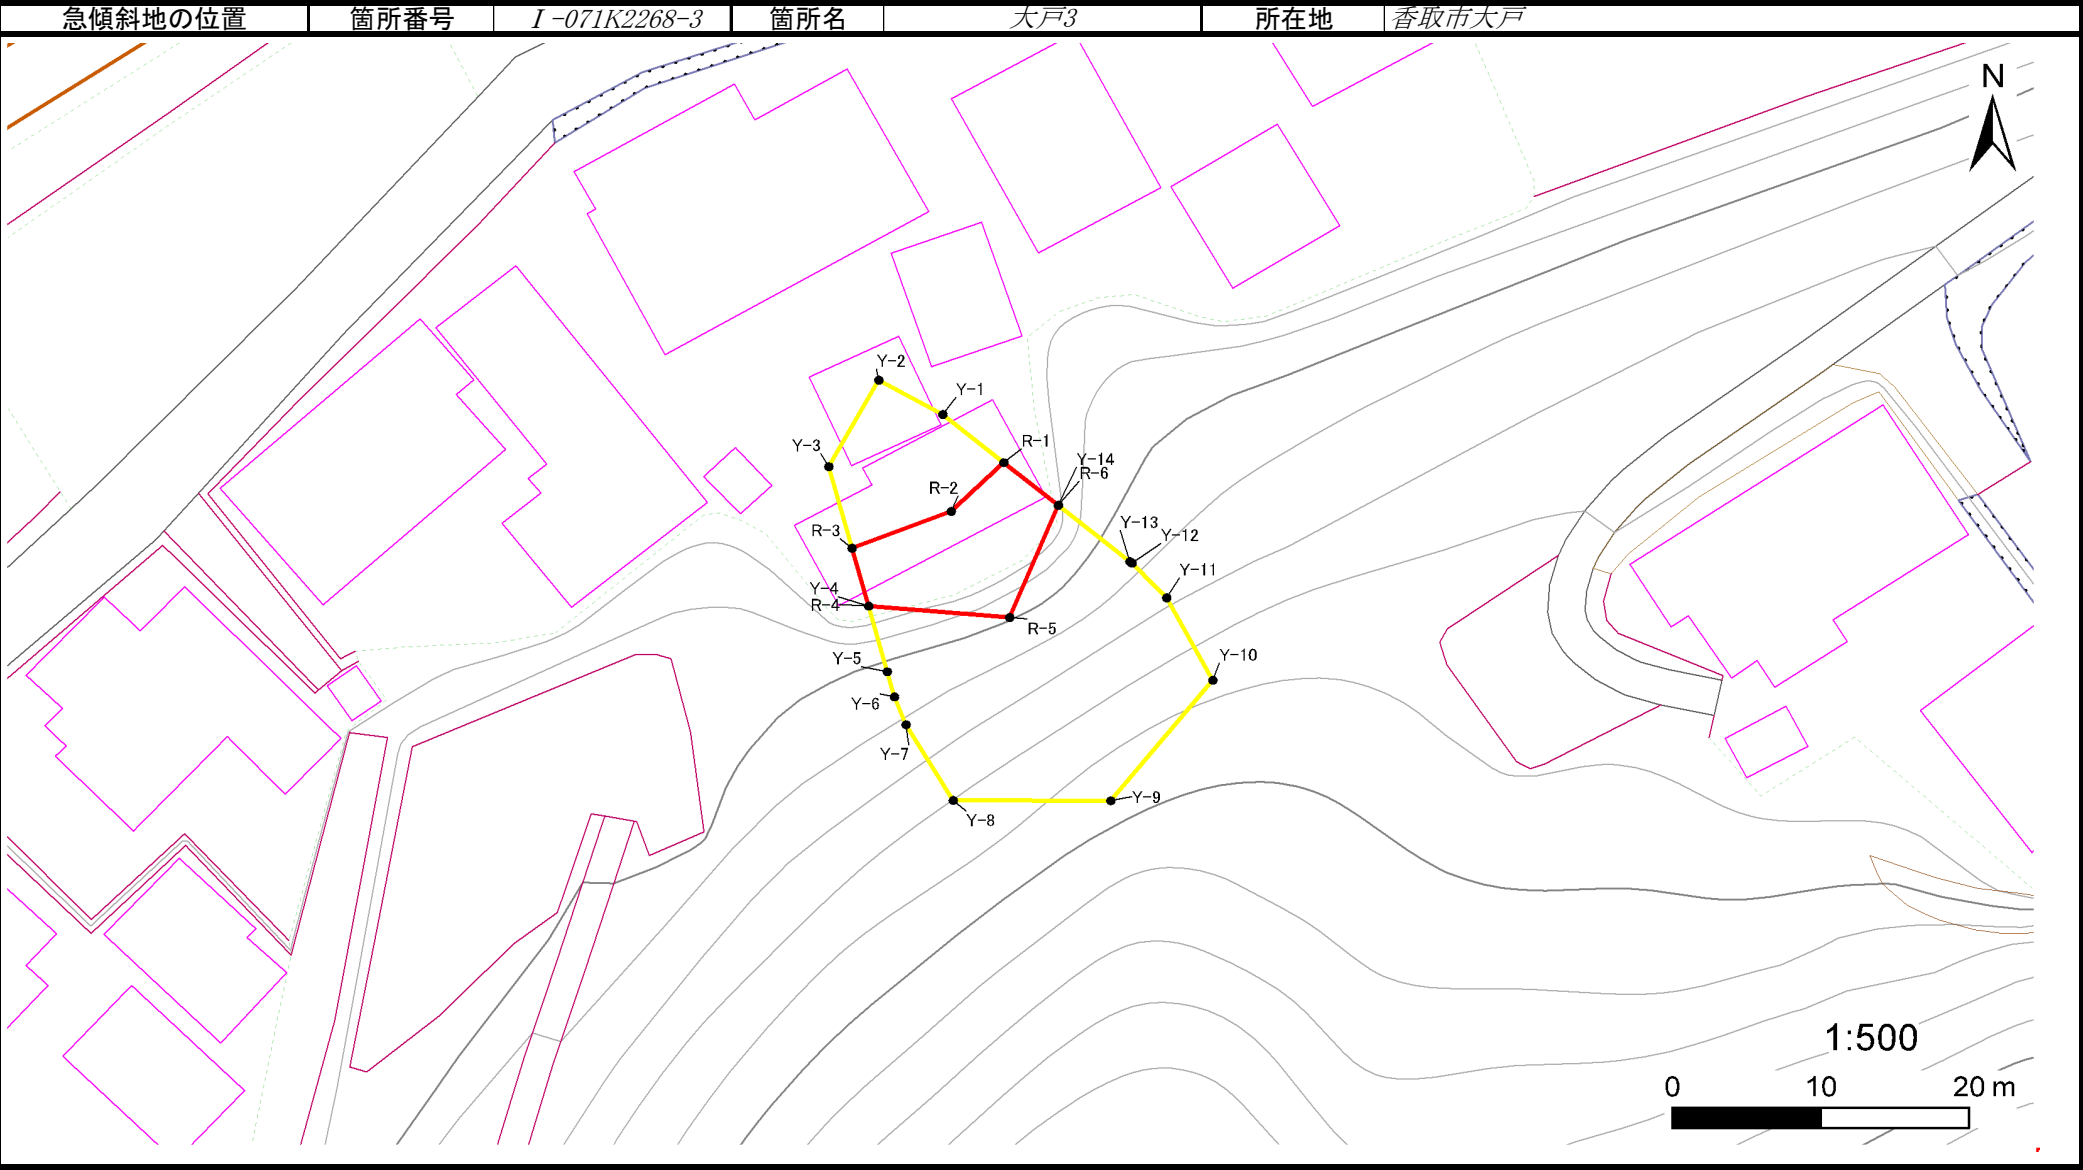 急傾斜地の位置 箇所番号 Ⅰ-071K2268-3 箇所名 大戸3 所在地 香取市大戸
N
Y-2
Y-1
Y-3
R-1
Y-14
R-6
R-2
R-3
Y-13
Y-12
Y-11
Y-4
R-4
R-5
Y-5
Y-10
Y-6
Y-7
Y-9
Y-8
1:500
0 10 20 m